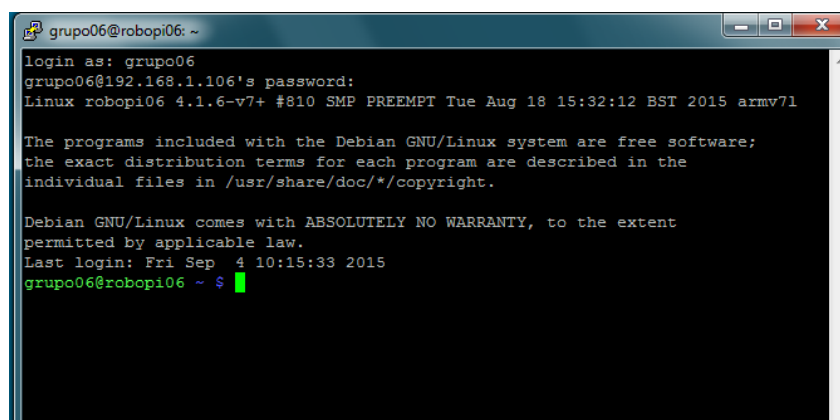 grupo06@robopi06: ~
login as: grupo06
grupo06@192.168.1.106's password:
Linux robopi06 4.1.6-v7+ #810 SMP PREEMPT Tue Aug 18 15:32:12 BST 2015 armv7l
The programs included with the Debian GNU/Linux system are free software;
the exact distribution terms for each program are described in the
individual files in /usr/share/doc/*/copyright.
Debian GNU/Linux comes with ABSOLUTELY NO WARRANTY, to the extent
permitted by applicable law.
Last login: Fri Sep  4 10:15:33 2015
grupo06@robopi06 ~ $